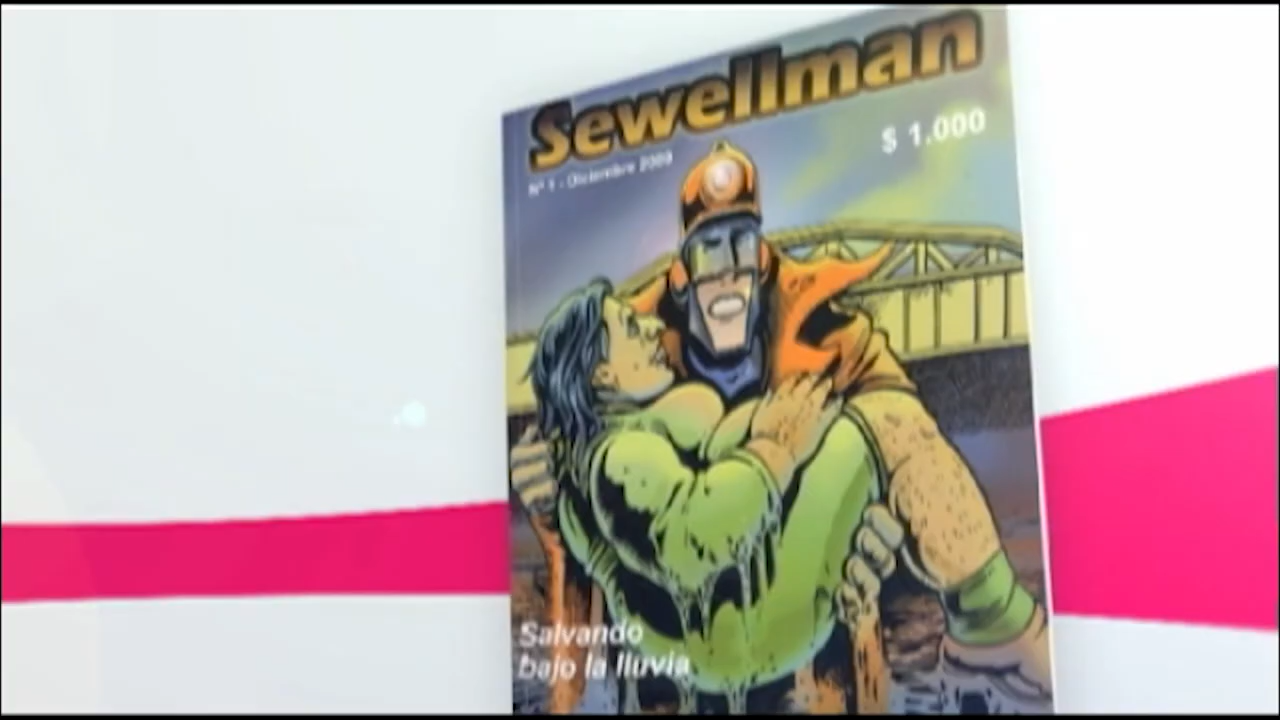 Sewellman
$ 1.000
Nº 1 - Diciembre 2009
Salvando
bajo la lluvia